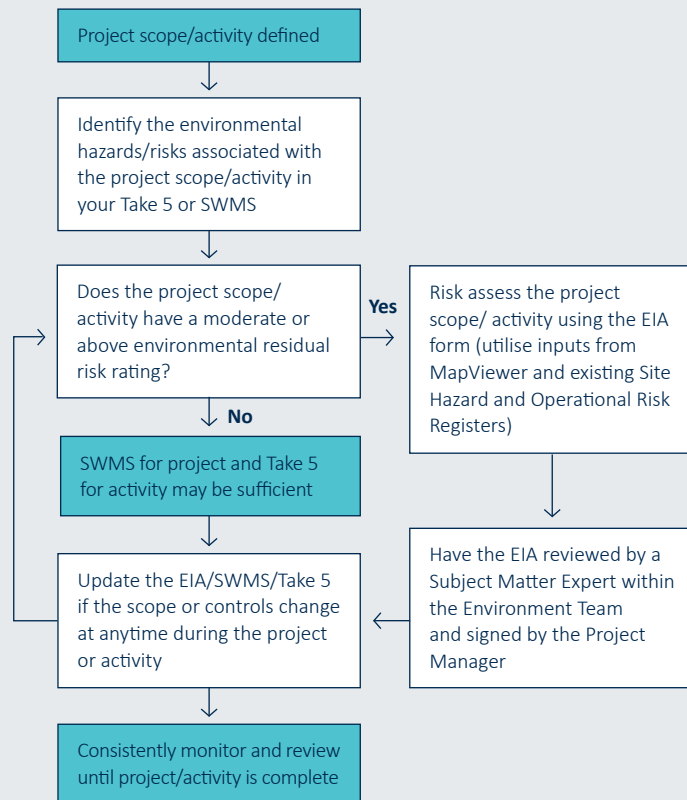 Project scope/activity defined
Identify the environmental
hazards/risks associated with
the project scope/activity in
your Take 5 or SWMS
Does the project scope/
activity have a moderate or
above environmental residual
risk rating?
Yes
Risk assess the project
scope/ activity using the EIA
form (utilise inputs from
MapViewer and existing Site
Hazard and Operational Risk
Registers)
No
SWMS for project and Take 5
for activity may be sufficient
Have the EIA reviewed by a
Subject Matter Expert within
the Environment Team
and signed by the Project
Manager
Update the EIA/SWMS/Take 5
if the scope or controls change
at anytime during the project
or activity
Consistently monitor and review
until project/activity is complete